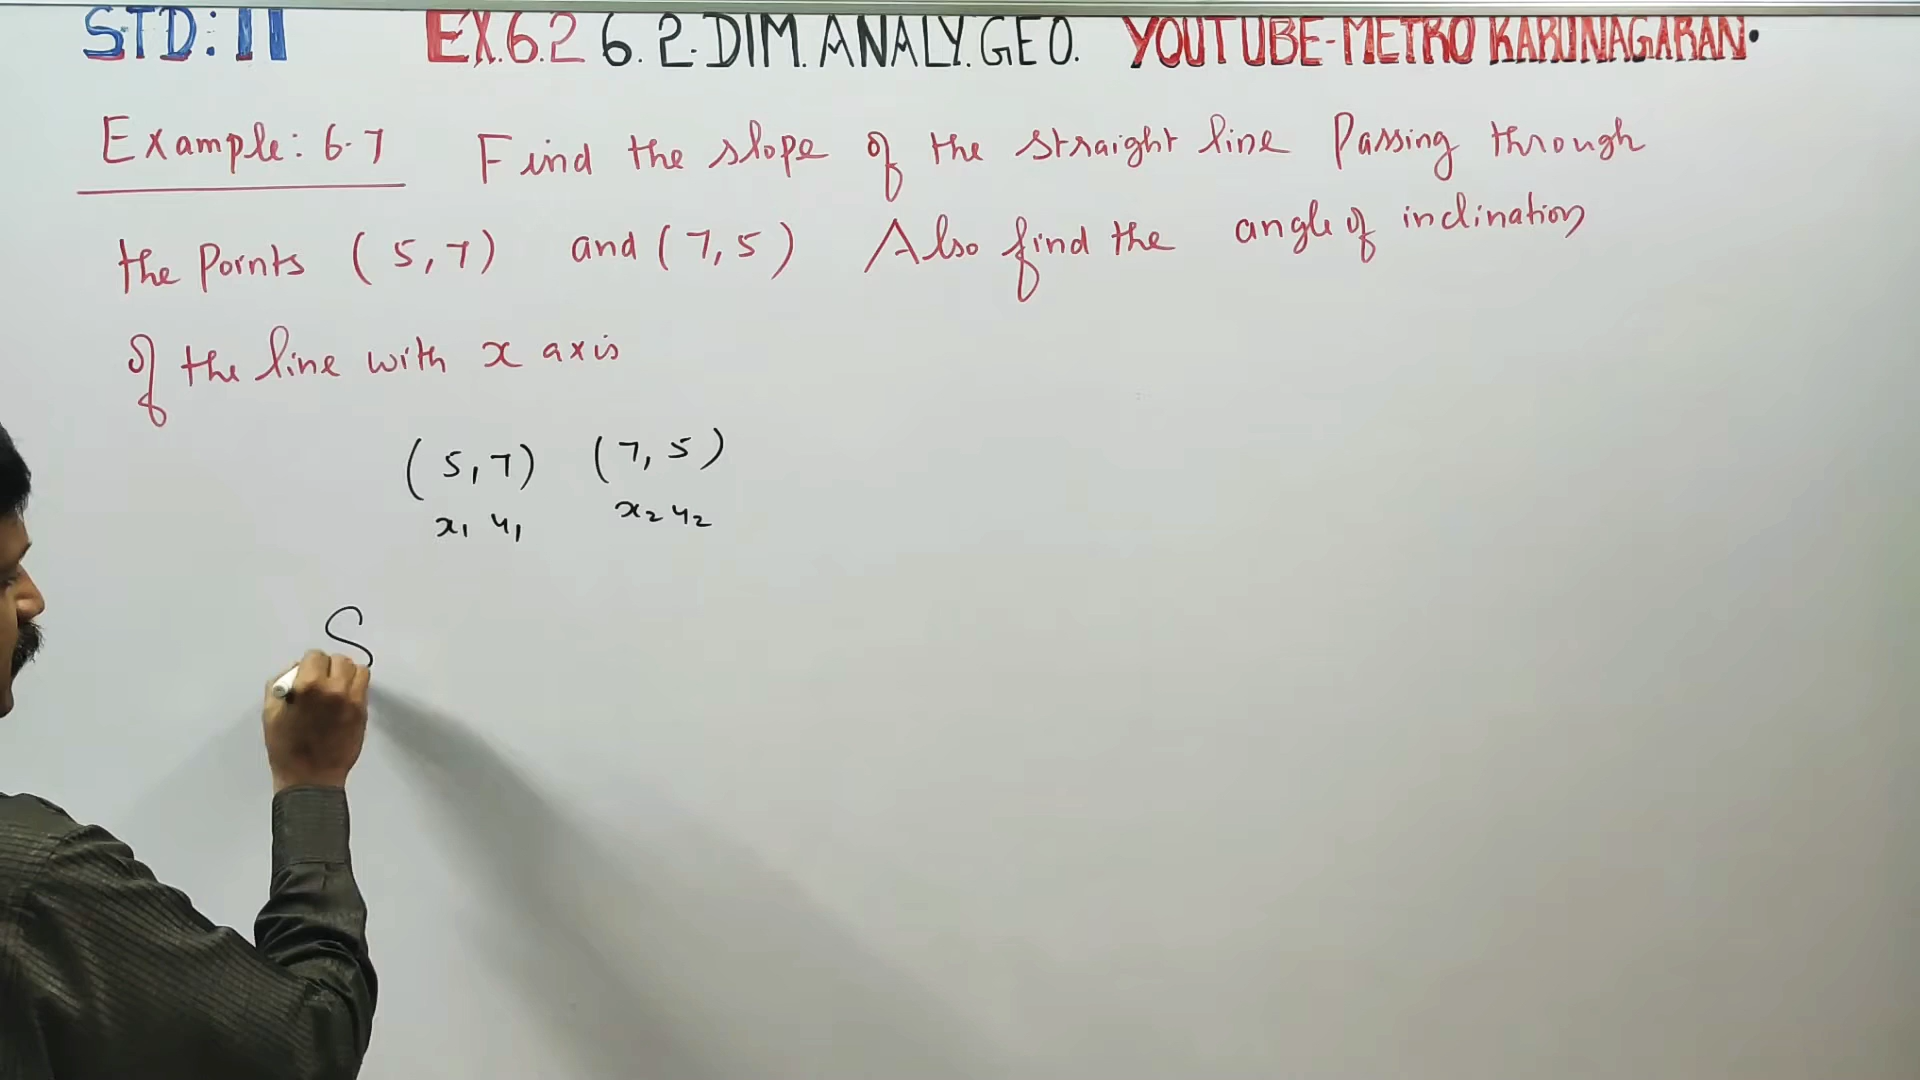 STD: 11 EX.6.2 6. 2-DIM. ANALY. GEO. YOUTUBE-METRO KARUNAGARAN.
Example: 6.7 Find the slope of the straight line Passing through
the Points (5,7) and (7,5) Also find the angle of inclination
of the line with x axis
(5,7) (7,5)
x₁ y₁ x₂ y₂
S